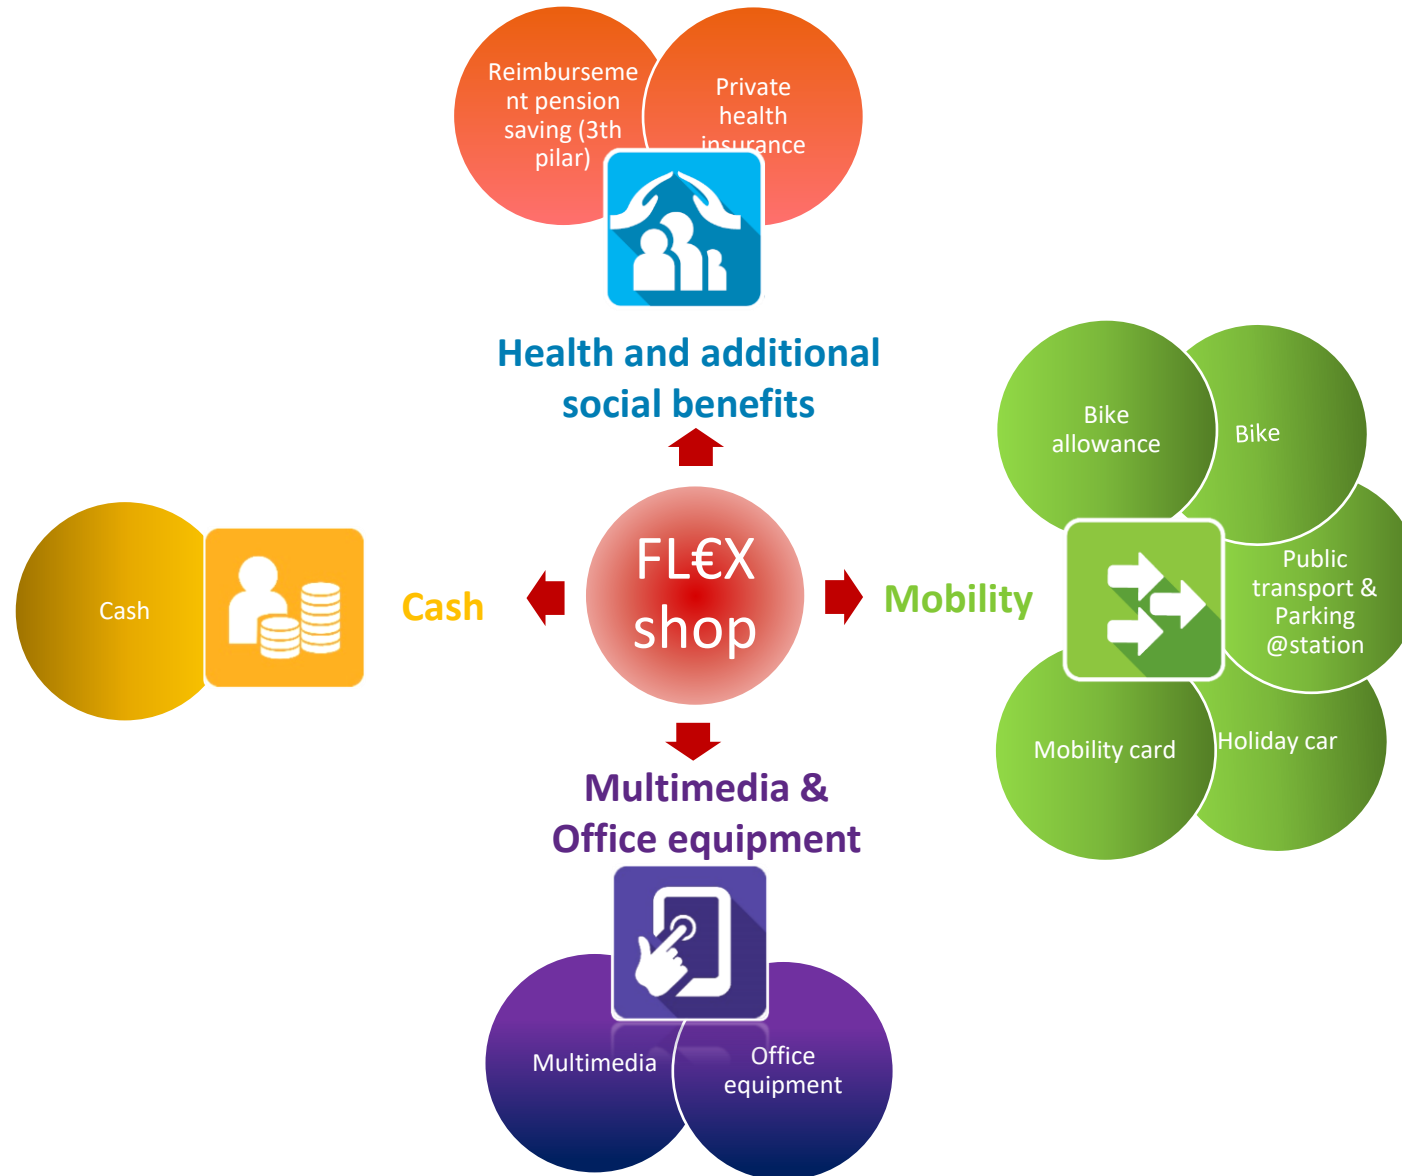 Reimburseme
nt pension
saving (3th
pilar)
Private
health
insurance
Health and additional
social benefits
Bike
allowance
Bike
Public
transport &
Parking
@station
Holiday car
Mobility card
Mobility
FL€X
shop
Cash
Cash
Multimedia &
Office equipment
Multimedia
Office
equipment